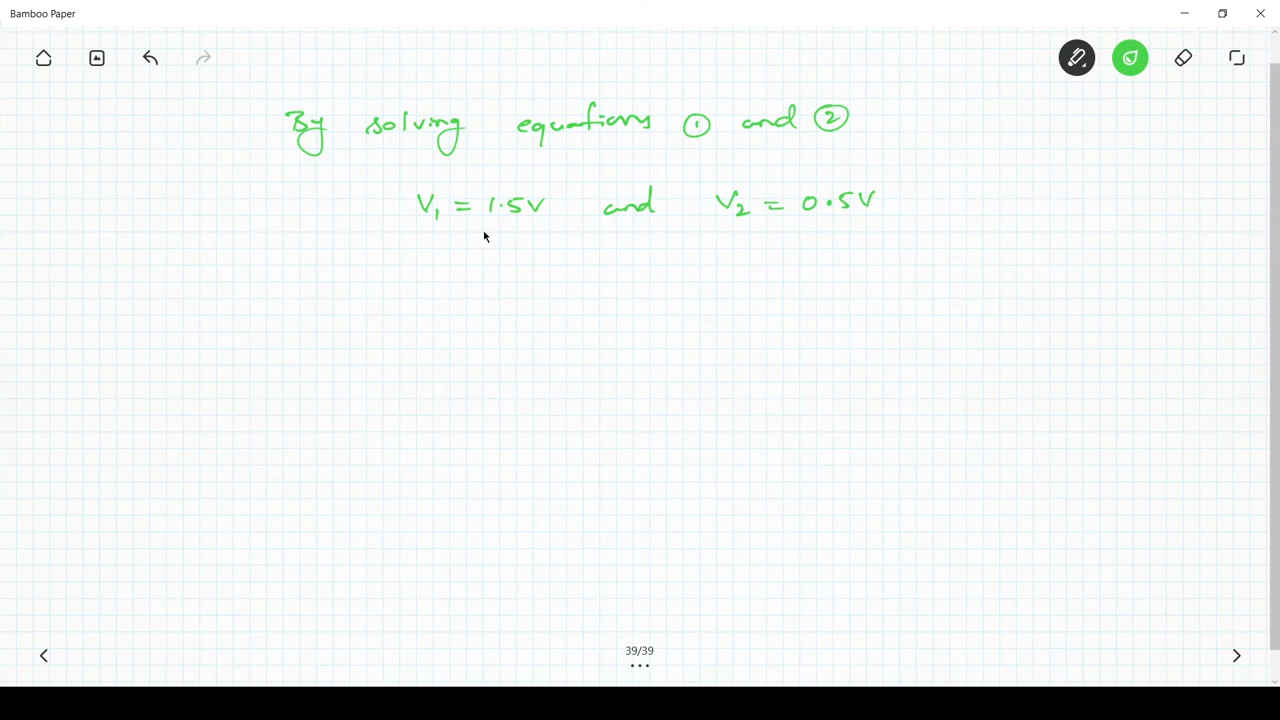 Bamboo Paper
By solving equations ① and ②
V₁ = 1.5V and V₂ = 0.5V
39/39